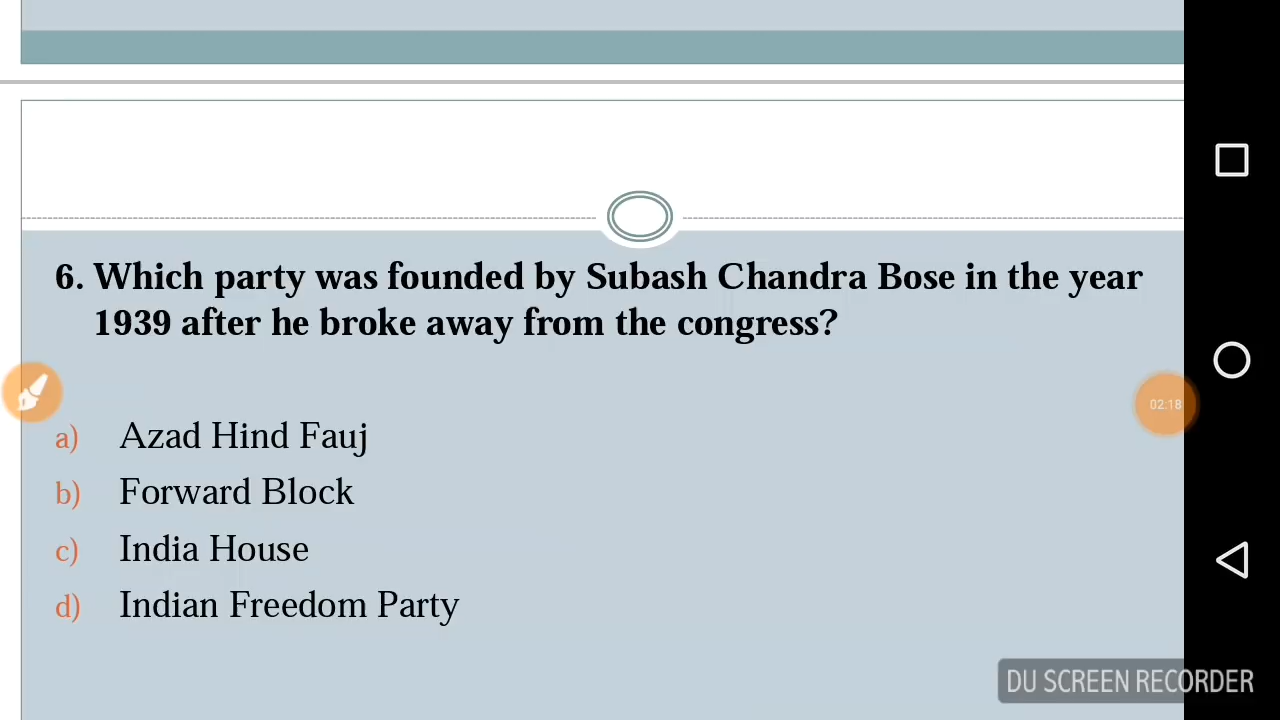 6. Which party was founded by Subash Chandra Bose in the year
1939 after he broke away from the congress?
a) Azad Hind Fauj
b) Forward Block
c) India House
d) Indian Freedom Party
02:18
DU SCREEN RECORDER